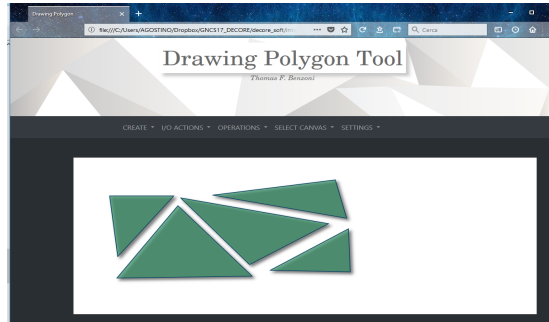 Drawing Polygon
file:///C:/Users/AGOSTINO/Dropbox/GNCS17_DECORE/decore_soft/im
Cerca
Drawing Polygon Tool
Thomas F. Benzoni
CREATE I/O ACTIONS OPERATIONS SELECT CANVAS SETTINGS